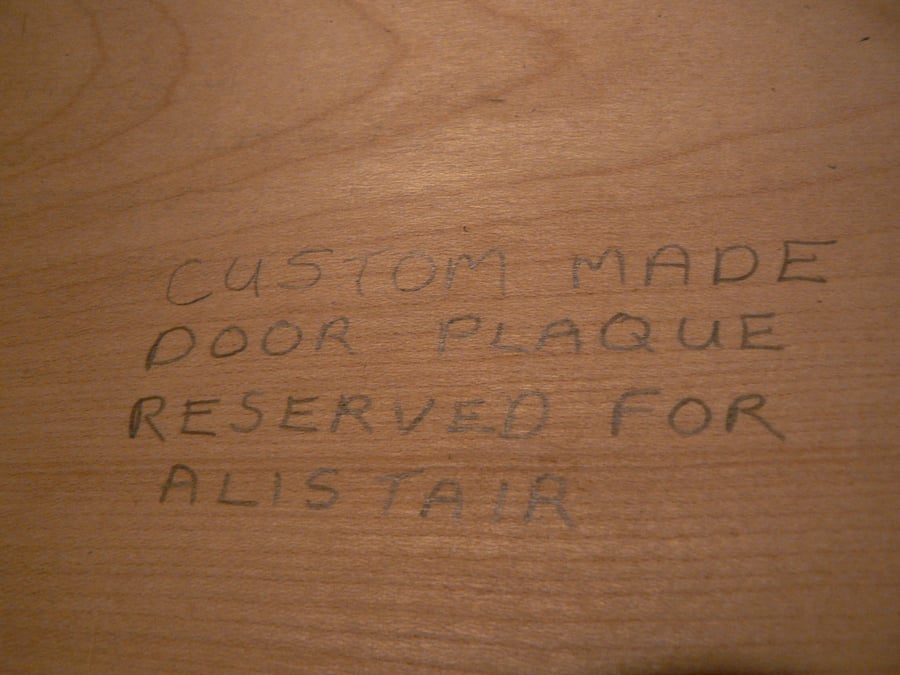 CUSTOM MADE
DOOR PLAQUE
RESERVED FOR
ALISTAIR